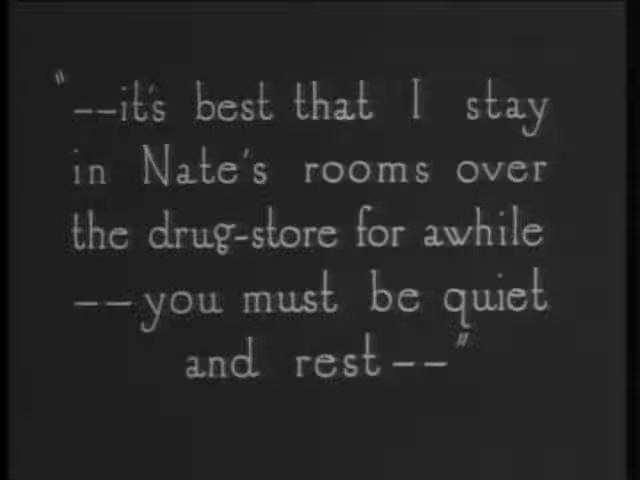 "--it's best that I stay
in Nate's rooms over
the drug-store for awhile
--you must be quiet
and rest--"